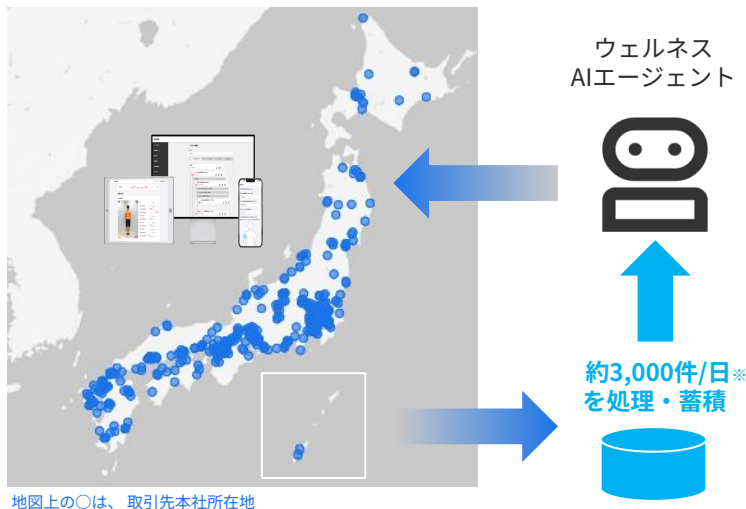 ウェルネス
AIエージェント
約3,000件/日※
を処理・蓄積
地図上の○は、 取引先本社所在地